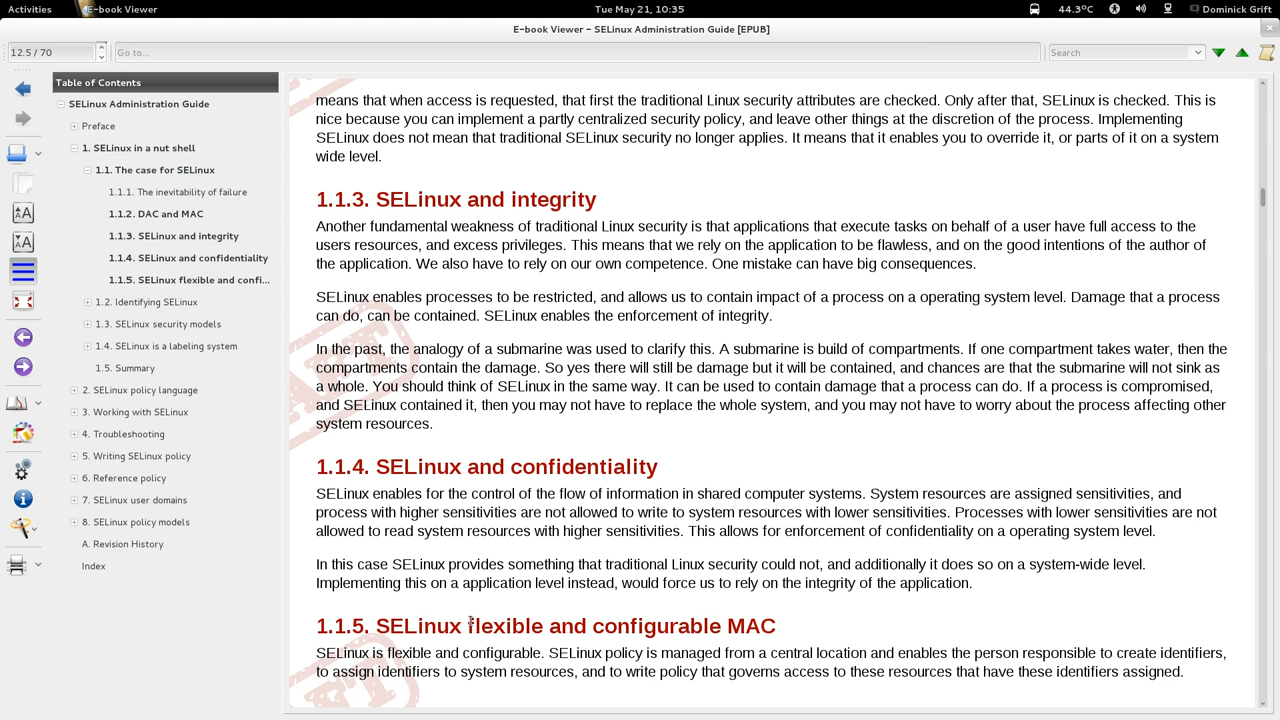 Activities E-book Viewer Tue May 21, 10:35 44.3°C Dominick Grift
E-book Viewer – SELinux Administration Guide [EPUB]
12.5 / 70 Go to... Search
Table of Contents
SELinux Administration Guide
Preface
1. SELinux in a nut shell
1.1. The case for SELinux
1.1.1. The inevitability of failure
1.1.2. DAC and MAC
1.1.3. SELinux and integrity
1.1.4. SELinux and confidentiality
1.1.5. SELinux flexible and confi...
1.2. Identifying SELinux
1.3. SELinux security models
1.4. SELinux is a labeling system
1.5. Summary
2. SELinux policy language
3. Working with SELinux
4. Troubleshooting
5. Writing SELinux policy
6. Reference policy
7. SELinux user domains
8. SELinux policy models
A. Revision History
Index
means that when access is requested, that first the traditional Linux security attributes are checked. Only after that, SELinux is checked. This is
nice because you can implement a partly centralized security policy, and leave other things at the discretion of the process. Implementing
SELinux does not mean that traditional SELinux security no longer applies. It means that it enables you to override it, or parts of it on a system
wide level.
1.1.3. SELinux and integrity
Another fundamental weakness of traditional Linux security is that applications that execute tasks on behalf of a user have full access to the
users resources, and excess privileges. This means that we rely on the application to be flawless, and on the good intentions of the author of
the application. We also have to rely on our own competence. One mistake can have big consequences.
SELinux enables processes to be restricted, and allows us to contain impact of a process on a operating system level. Damage that a process
can do, can be contained. SELinux enables the enforcement of integrity.
In the past, the analogy of a submarine was used to clarify this. A submarine is build of compartments. If one compartment takes water, then the
compartments contain the damage. So yes there will still be damage but it will be contained, and chances are that the submarine will not sink as
a whole. You should think of SELinux in the same way. It can be used to contain damage that a process can do. If a process is compromised,
and SELinux contained it, then you may not have to replace the whole system, and you may not have to worry about the process affecting other
system resources.
1.1.4. SELinux and confidentiality
SELinux enables for the control of the flow of information in shared computer systems. System resources are assigned sensitivities, and
process with higher sensitivities are not allowed to write to system resources with lower sensitivities. Processes with lower sensitivities are not
allowed to read system resources with higher sensitivities. This allows for enforcement of confidentiality on a operating system level.
In this case SELinux provides something that traditional Linux security could not, and additionally it does so on a system-wide level.
Implementing this on a application level instead, would force us to rely on the integrity of the application.
1.1.5. SELinux flexible and configurable MAC
SELinux is flexible and configurable. SELinux policy is managed from a central location and enables the person responsible to create identifiers,
to assign identifiers to system resources, and to write policy that governs access to these resources that have these identifiers assigned.